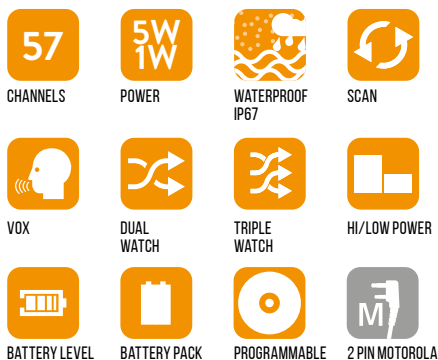 57
CHANNELS
5W
1W
POWER
WATERPROOF
IP67
SCAN
VOX
DUAL
WATCH
TRIPLE
WATCH
HI/LOW POWER
BATTERY LEVEL
BATTERY PACK
PROGRAMMABLE
M
2 PIN MOTOROLA